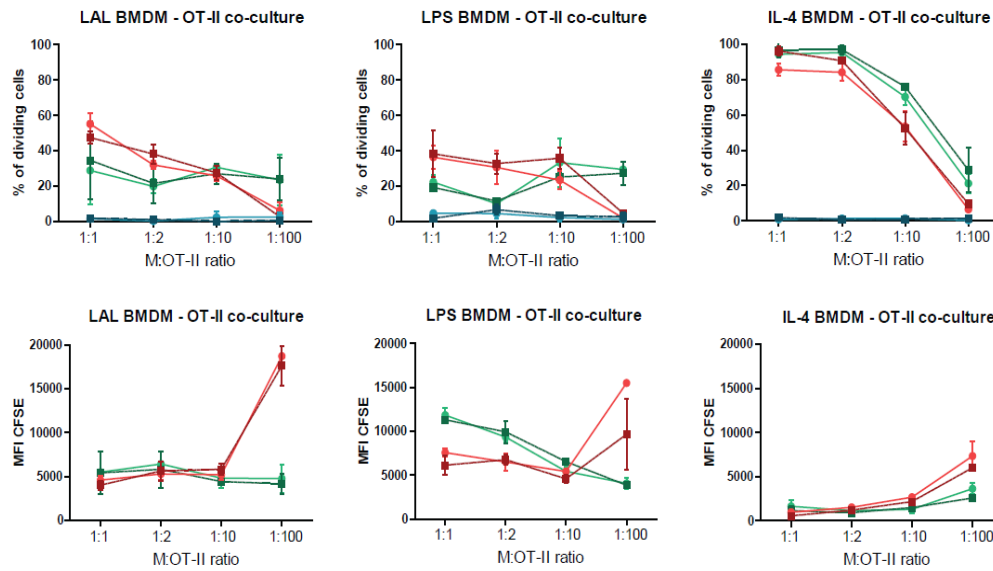 LAL BMDM - OT-II co-culture
% of dividing cells
100
80
60
40
20
0
1:1 1:2 1:10 1:100
M:OT-II ratio
LPS BMDM - OT-II co-culture
% of dividing cells
100
80
60
40
20
0
1:1 1:2 1:10 1:100
M:OT-II ratio
IL-4 BMDM - OT-II co-culture
% of dividing cells
100
80
60
40
20
0
1:1 1:2 1:10 1:100
M:OT-II ratio
LAL BMDM - OT-II co-culture
MFI CFSE
20000
15000
10000
5000
0
1:1 1:2 1:10 1:100
M:OT-II ratio
LPS BMDM - OT-II co-culture
MFI CFSE
20000
15000
10000
5000
0
1:1 1:2 1:10 1:100
M:OT-II ratio
IL-4 BMDM - OT-II co-culture
MFI CFSE
20000
15000
10000
5000
0
1:1 1:2 1:10 1:100
M:OT-II ratio